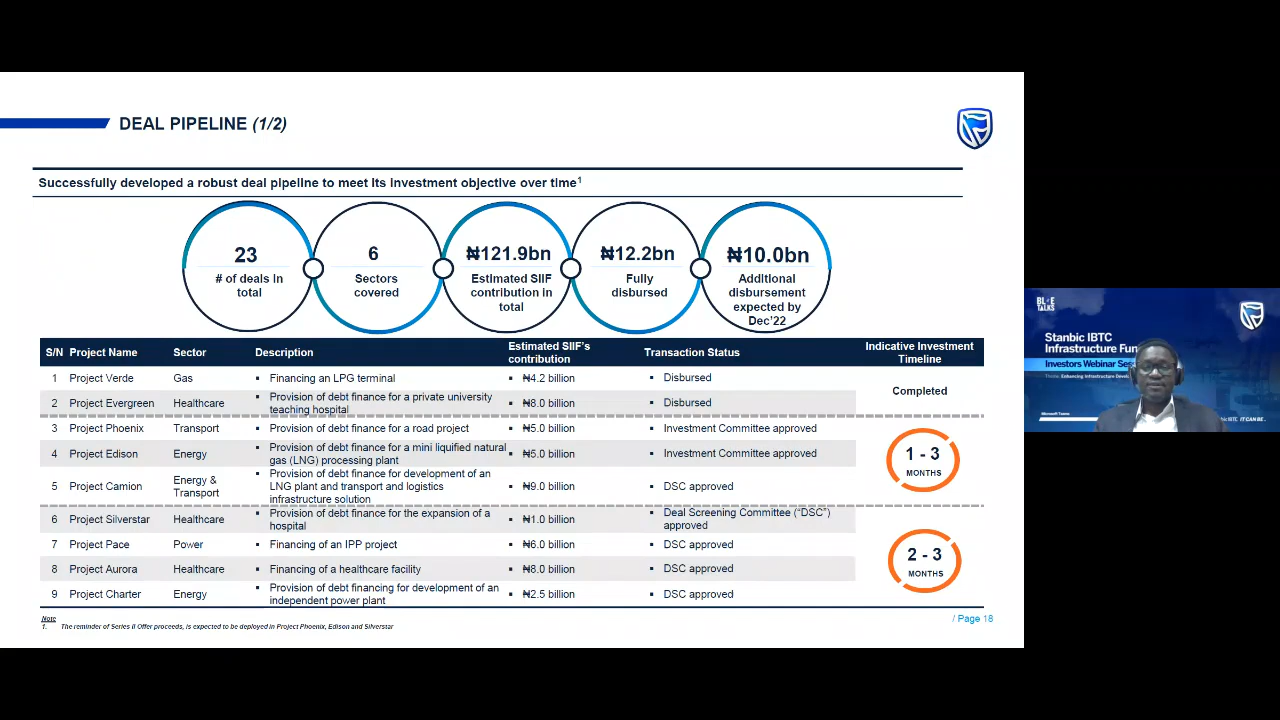 DEAL PIPELINE (1/2)
Successfully developed a robust deal pipeline to meet its investment objective over time1
23
# of deals in
total
6
Sectors
covered
₦121.9bn
Estimated SIIF
contribution in
total
₦12.2bn
Fully
disbursed
₦10.0bn
Additional
disbursement
expected by
Dec'22
S/N Project Name Sector Description Estimated SIIF's contribution Transaction Status Indicative Investment Timeline
1 Project Verde Gas ▪ Financing an LPG terminal ▪ ₦4.2 billion ▪ Disbursed
2 Project Evergreen Healthcare ▪ Provision of debt finance for a private university teaching hospital ▪ ₦8.0 billion ▪ Disbursed
Completed
3 Project Phoenix Transport ▪ Provision of debt finance for a road project ▪ ₦5.0 billion ▪ Investment Committee approved
4 Project Edison Energy ▪ Provision of debt finance for a mini liquified natural gas (LNG) processing plant ▪ ₦5.0 billion ▪ Investment Committee approved
5 Project Camion Energy & Transport ▪ Provision of debt finance for development of an LNG plant and transport and logistics infrastructure solution ▪ ₦9.0 billion ▪ DSC approved
1 - 3
MONTHS
6 Project Silverstar Healthcare ▪ Provision of debt finance for the expansion of a hospital ▪ ₦1.0 billion ▪ Deal Screening Committee ("DSC") approved
7 Project Pace Power ▪ Financing of an IPP project ▪ ₦6.0 billion ▪ DSC approved
8 Project Aurora Healthcare ▪ Financing of a healthcare facility ▪ ₦8.0 billion ▪ DSC approved
9 Project Charter Energy ▪ Provision of debt financing for development of an independent power plant ▪ ₦2.5 billion ▪ DSC approved
2 - 3
MONTHS
Note
1. The reminder of Series II Offer proceeds, is expected to be deployed in Project Phoenix, Edison and Silverstar
/ Page 18
BL E
TALKS
Stanbic IBTC
Infrastructure Fun
Investors Webinar Ses
Enhancing Infrastructure Develo
Microsoft Teams
IT CAN BE..